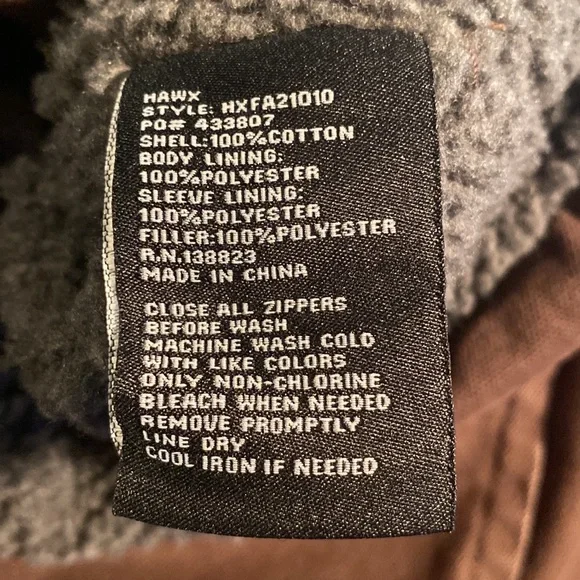 HAWX
STYLE: HXFA21010
PO# 433807
SHELL:100%COTTON
BODY LINING:
100%POLYESTER
SLEEVE LINING:
100%POLYESTER
FILLER:100%POLYESTER
R.N.138823
MADE IN CHINA
CLOSE ALL ZIPPERS
BEFORE WASH
MACHINE WASH COLD
WITH LIKE COLORS
ONLY NON-CHLORINE
BLEACH WHEN NEEDED
REMOVE PROMPTLY
LINE DRY
COOL IRON IF NEEDED